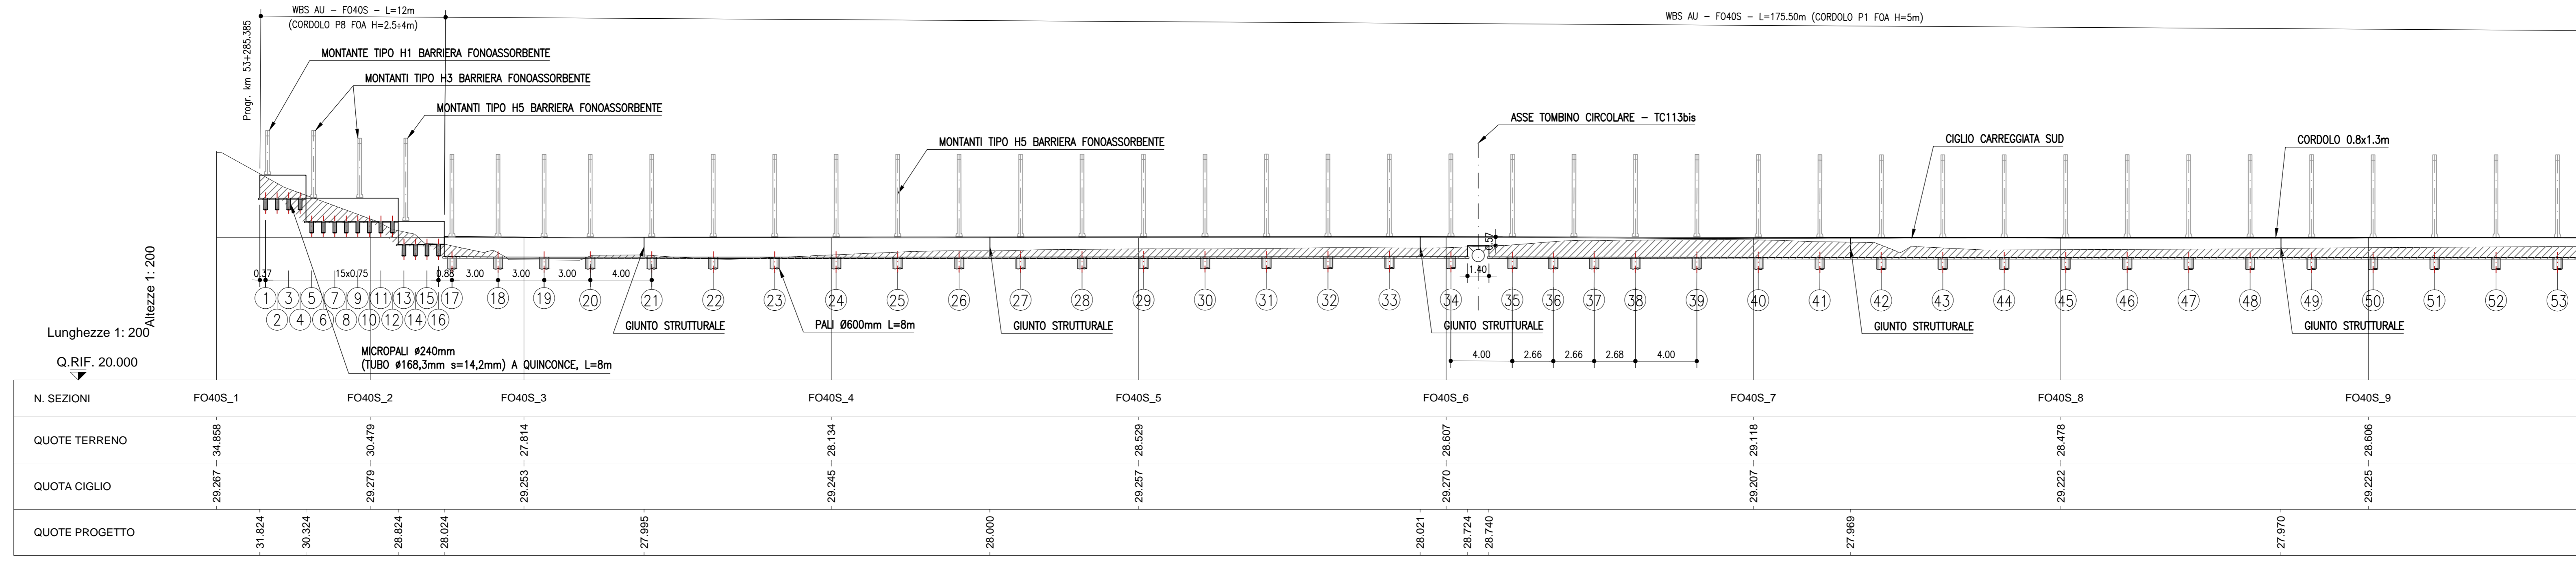 WBS AU - FO40S - L=12m
(CORDOLO P8 FOA H=2.5÷4m)
WBS AU - FO40S - L=175.50m (CORDOLO P1 FOA H=5m)
Progr. km 53+285.385
MONTANTE TIPO H1 BARRIERA FONOASSORBENTE
MONTANTI TIPO H3 BARRIERA FONOASSORBENTE
MONTANTI TIPO H5 BARRIERA FONOASSORBENTE
MONTANTI TIPO H5 BARRIERA FONOASSORBENTE
ASSE TOMBINO CIRCOLARE - TC113bis
CIGLIO CARREGGIATA SUD
CORDOLO 0.8x1.3m
0.57
1.40
0.37 15x0.75 0.88 3.00 3.00 3.00 4.00
1 3 5 7 9 11 13 15 17 18 19 20 21 22 23 24 25 26 27 28 29 30 31 32 33 34 35 36 37 38 39 40 41 42 43 44 45 46 47 48 49 50 51 52 53
2 4 6 8 10 12 14 16
GIUNTO STRUTTURALE
PALI Ø600mm L=8m
GIUNTO STRUTTURALE
GIUNTO STRUTTURALE
GIUNTO STRUTTURALE
GIUNTO STRUTTURALE
4.00 2.66 2.66 2.68 4.00
MICROPALI ø240mm
(TUBO ø168,3mm s=14,2mm) A QUINCONCE, L=8m
Altezze 1: 200
Lunghezze 1: 200
Q.RIF. 20.000
N. SEZIONI FO40S_1 FO40S_2 FO40S_3 FO40S_4 FO40S_5 FO40S_6 FO40S_7 FO40S_8 FO40S_9
QUOTE TERRENO 34.858 30.479 27.814 28.134 28.529 28.607 29.118 28.478 28.606
QUOTA CIGLIO 29.267 29.279 29.253 29.245 29.257 29.270 29.207 29.222 29.225
QUOTE PROGETTO 31.824 30.324 28.824 28.024 27.995 28.000 28.021 28.724 28.740 27.969 27.970